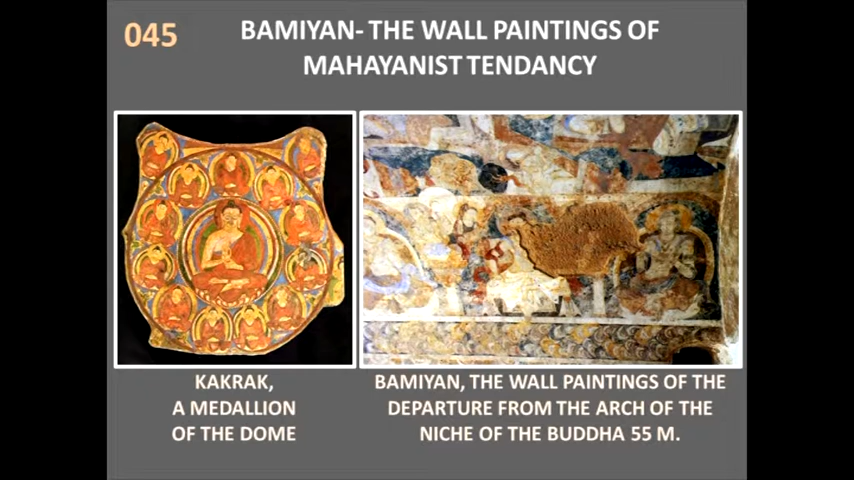 045
BAMIYAN- THE WALL PAINTINGS OF
MAHAYANIST TENDANCY
KAKRAK,
A MEDALLION
OF THE DOME
BAMIYAN, THE WALL PAINTINGS OF THE
DEPARTURE FROM THE ARCH OF THE
NICHE OF THE BUDDHA 55 M.